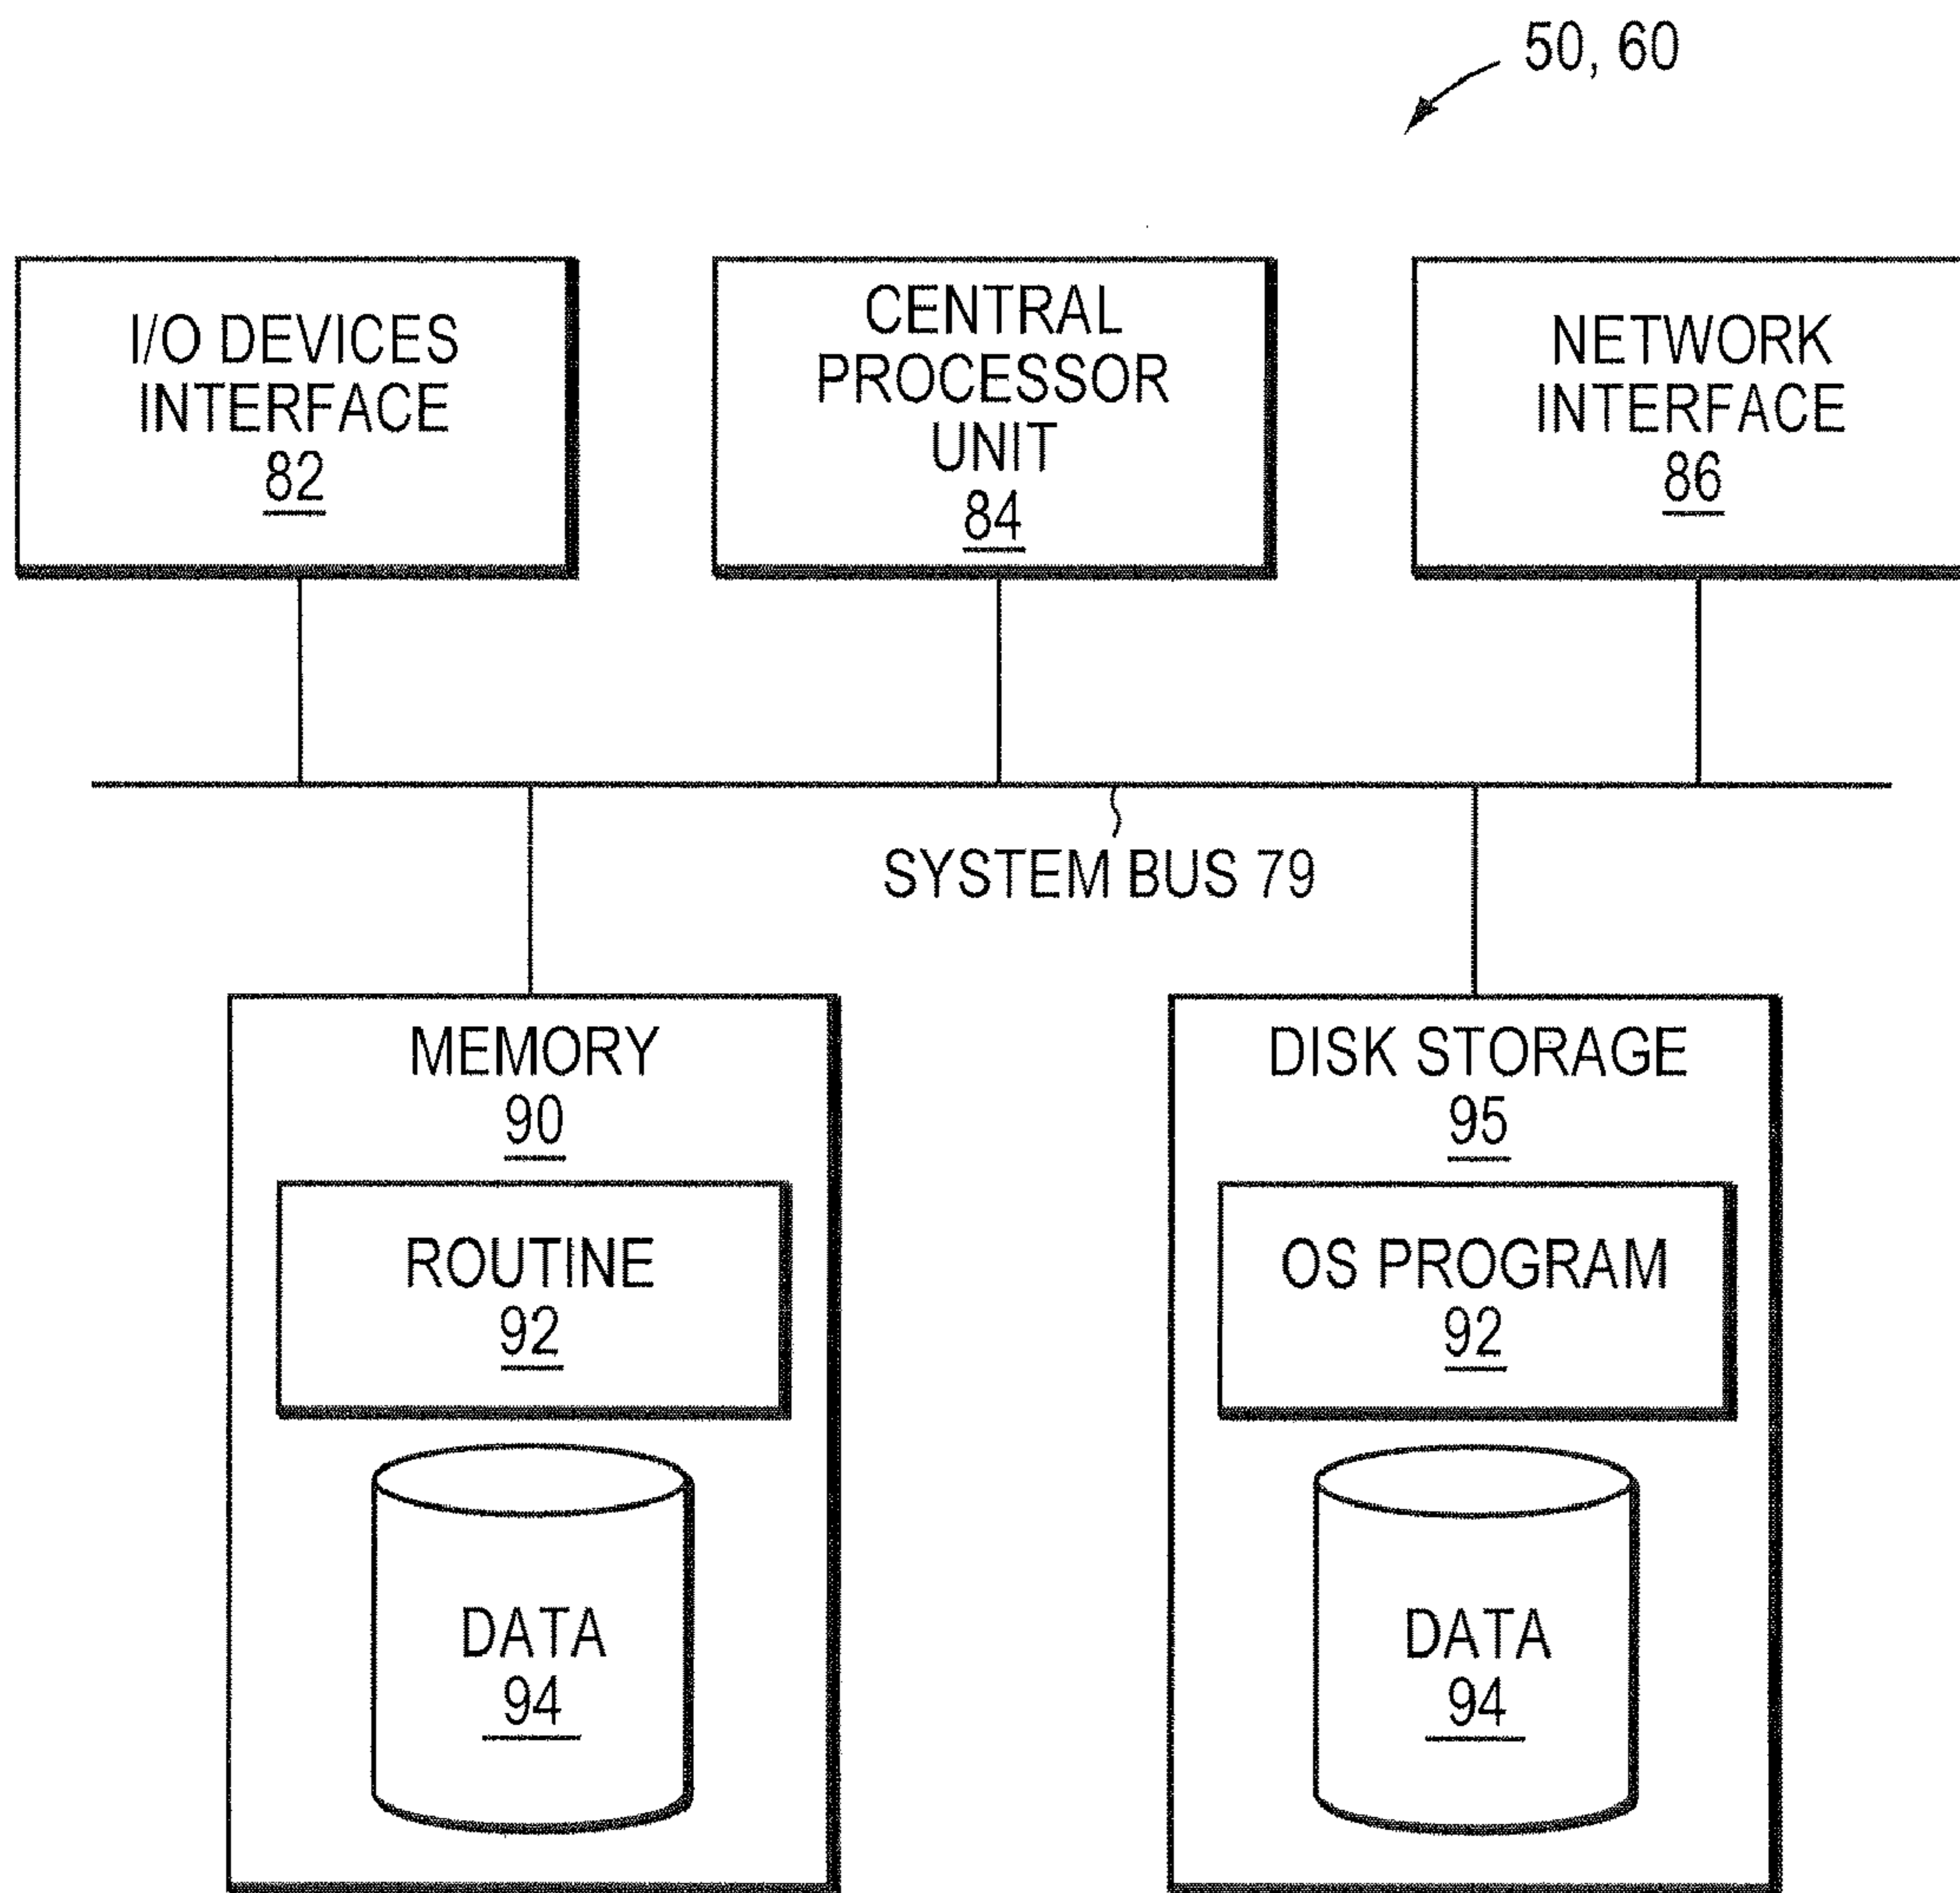 50, 60
I/O DEVICES
INTERFACE
82
CENTRAL
PROCESSOR
UNIT
84
NETWORK
INTERFACE
86
SYSTEM BUS 79
MEMORY
90
ROUTINE
92
DATA
94
DISK STORAGE
95
OS PROGRAM
92
DATA
94